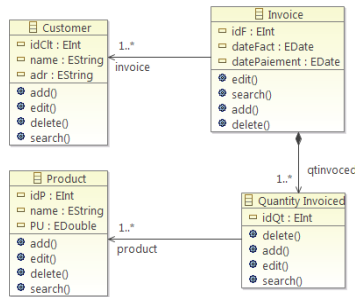 Customer
idClt : EInt
name : EString
adr : EString
add()
edit()
delete()
search()
1..*
invoice
Invoice
idF : EInt
dateFact : EDate
datePaiement : EDate
edit()
search()
add()
delete()
qtinvoced
1..*
Product
idP : EInt
name : EString
PU : EDouble
add()
edit()
delete()
search()
1..*
product
Quantity Invoiced
idQt : EInt
delete()
add()
edit()
search()